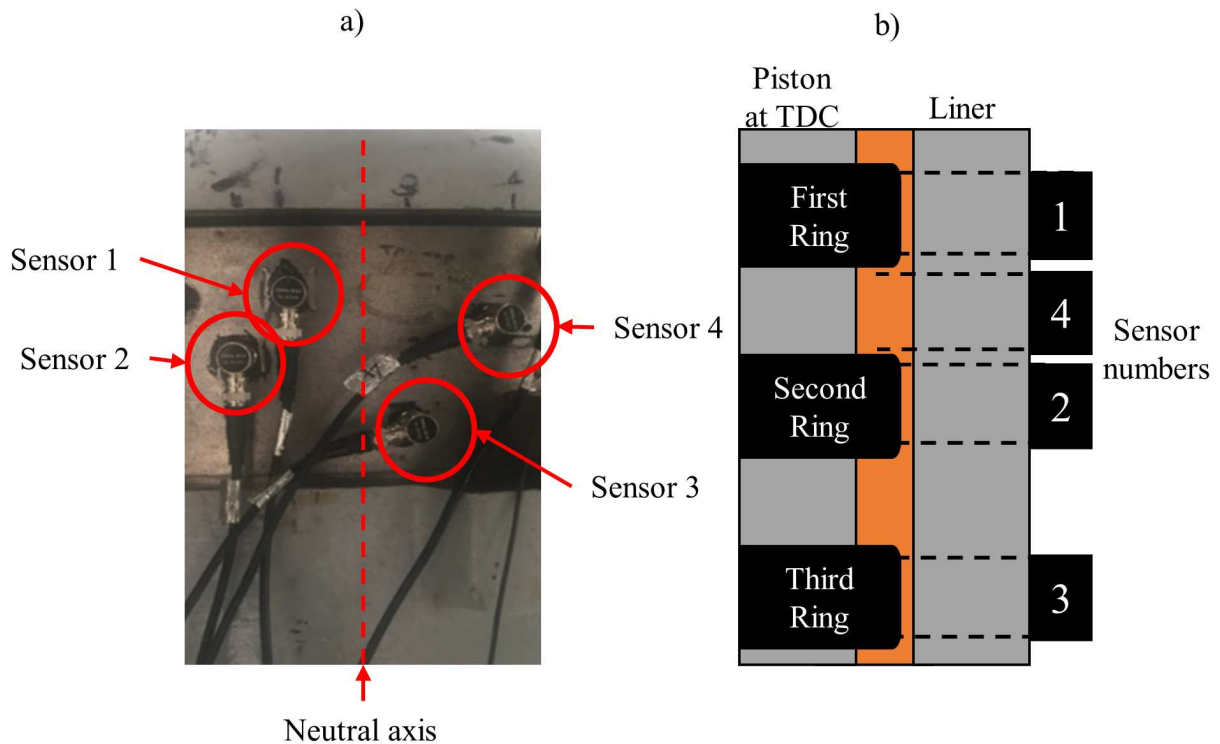 a)
Sensor 1
Sensor 2
Sensor 4
Sensor 3
Neutral axis
b)
Piston
at TDC
Liner
First
Ring
Second
Ring
Third
Ring
1
4
2
3
Sensor
numbers